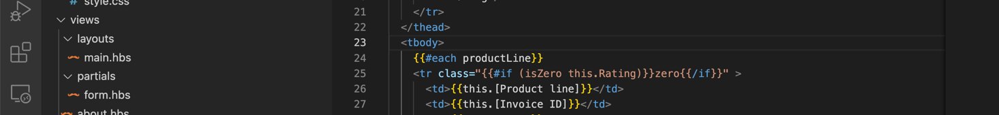 style.css
views
layouts
main.hbs
partials
form.hbs
about.hbs
21 </tr>
22 </thead>
23 <tbody>
24 {{#each productLine}}
25 <tr class="{{#if (isZero this.Rating)}}zero{{/if}}" >
26 <td>{{this.[Product line]}}</td>
27 <td>{{this.[Invoice ID]}}</td>